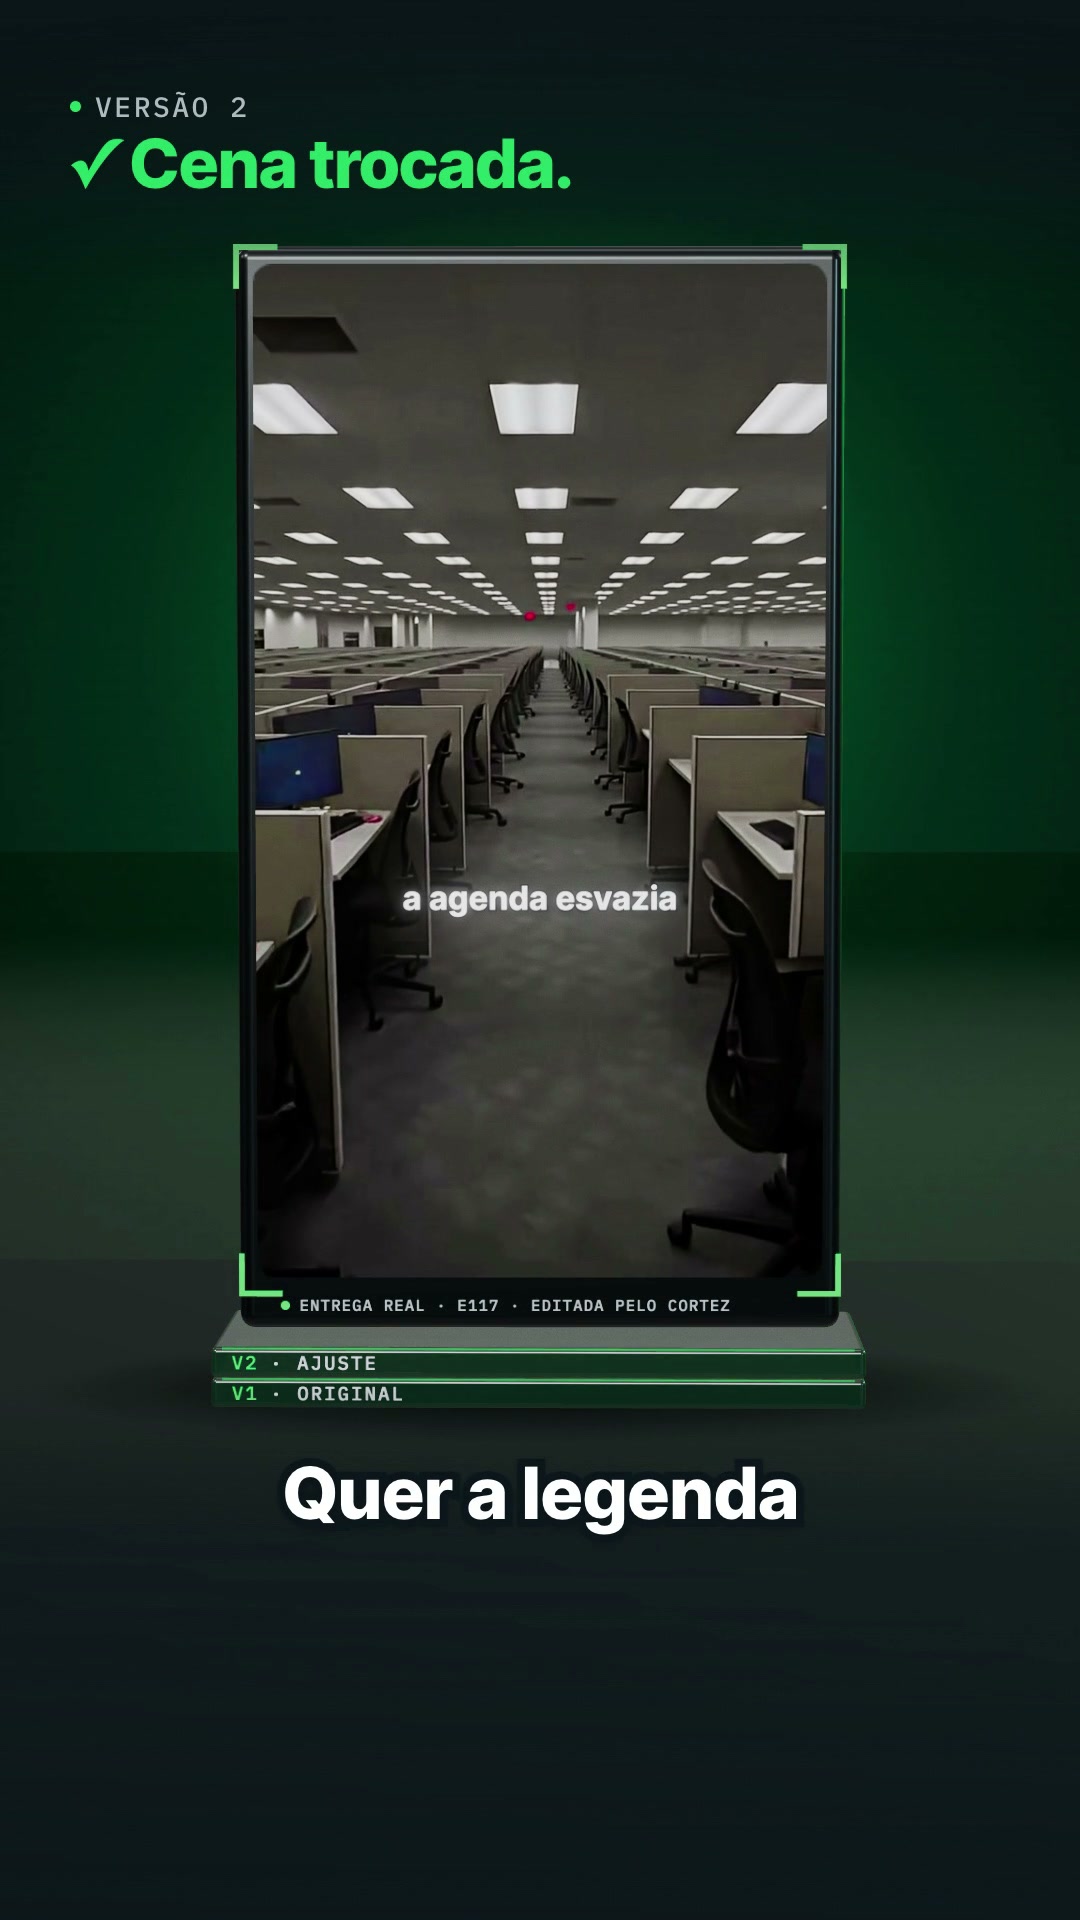 VERSÃO 2
✓Cena trocada.
a agenda esvazia
ENTREGA REAL · E117 · EDITADA PELO CORTEZ
V2 · AJUSTE
V1 · ORIGINAL
Quer a legenda